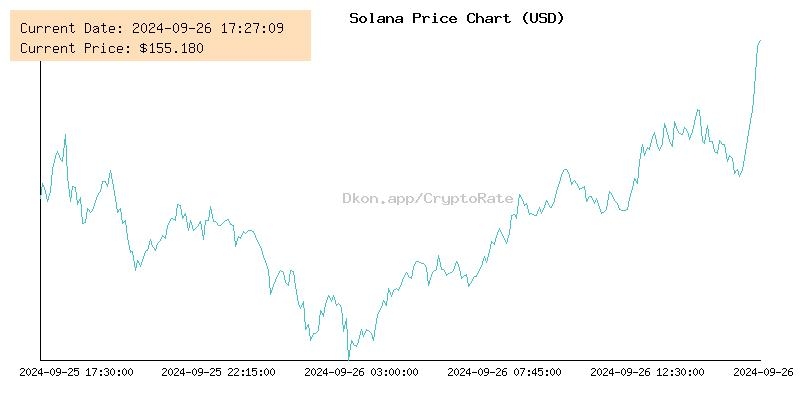 Solana Price Chart (USD)
Current Date: 2024-09-26 17:27:09
Current Price: $155.180
Dkon.app/CryptoRate
2024-09-25 17:30:00
2024-09-25 22:15:00
2024-09-26 03:00:00
2024-09-26 07:45:00
2024-09-26 12:30:00
2024-09-26